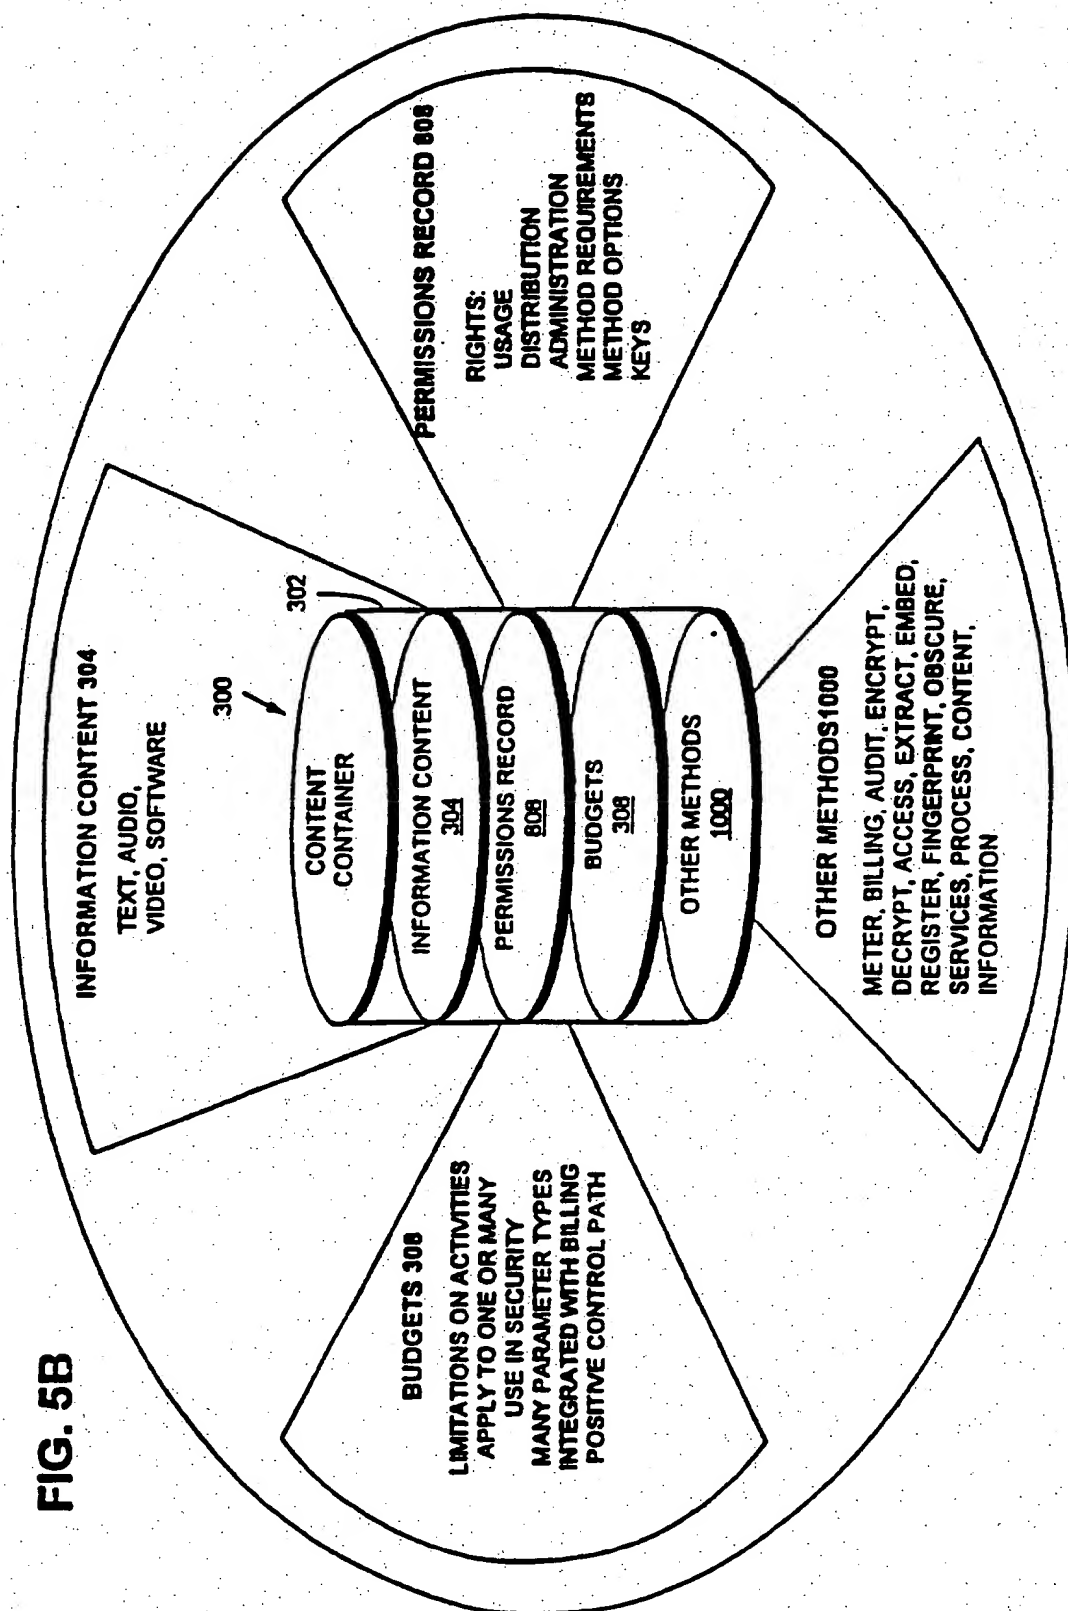 FIG. 5B
INFORMATION CONTENT 304
TEXT, AUDIO,
VIDEO, SOFTWARE
BUDGETS 308
LIMITATIONS ON ACTIVITIES
APPLY TO ONE OR MANY
USE IN SECURITY
MANY PARAMETER TYPES
INTEGRATED WITH BILLING
POSITIVE CONTROL PATH
300
302
CONTENT
CONTAINER
INFORMATION CONTENT
304
PERMISSIONS RECORD
808
BUDGETS
308
OTHER METHODS
1000
PERMISSIONS RECORD 808
RIGHTS:
USAGE
DISTRIBUTION
ADMINISTRATION
METHOD REQUIREMENTS
METHOD OPTIONS
KEYS
OTHER METHODS1000
METER, BILLING, AUDIT, ENCRYPT,
DECRYPT, ACCESS, EXTRACT, EMBED,
REGISTER, FINGERPRINT, OBSCURE,
SERVICES, PROCESS, CONTENT,
INFORMATION